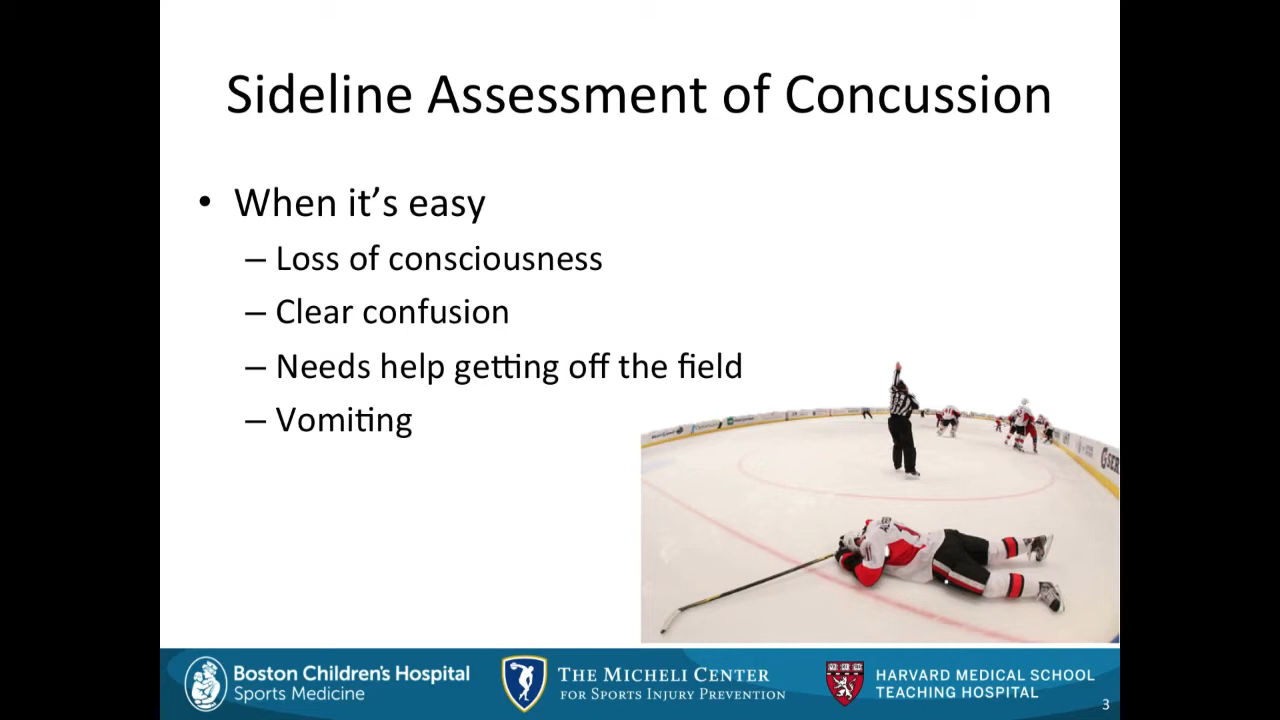 Sideline Assessment of Concussion
• When it’s easy
– Loss of consciousness
– Clear confusion
– Needs help getting off the field
– Vomiting
Boston Children’s Hospital
Sports Medicine
THE MICHELI CENTER
FOR SPORTS INJURY PREVENTION
HARVARD MEDICAL SCHOOL
TEACHING HOSPITAL
3